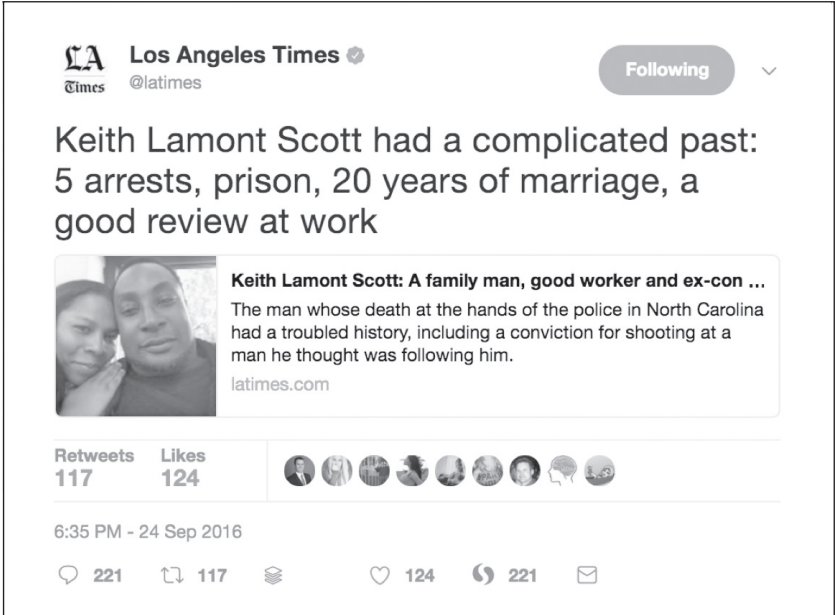 LA Times
Los Angeles Times
@latimes
Following
Keith Lamont Scott had a complicated past:
5 arrests, prison, 20 years of marriage, a
good review at work
Keith Lamont Scott: A family man, good worker and ex-con ...
The man whose death at the hands of the police in North Carolina
had a troubled history, including a conviction for shooting at a
man he thought was following him.
latimes.com
Retweets Likes
117 124
6:35 PM - 24 Sep 2016
221 117 124 221